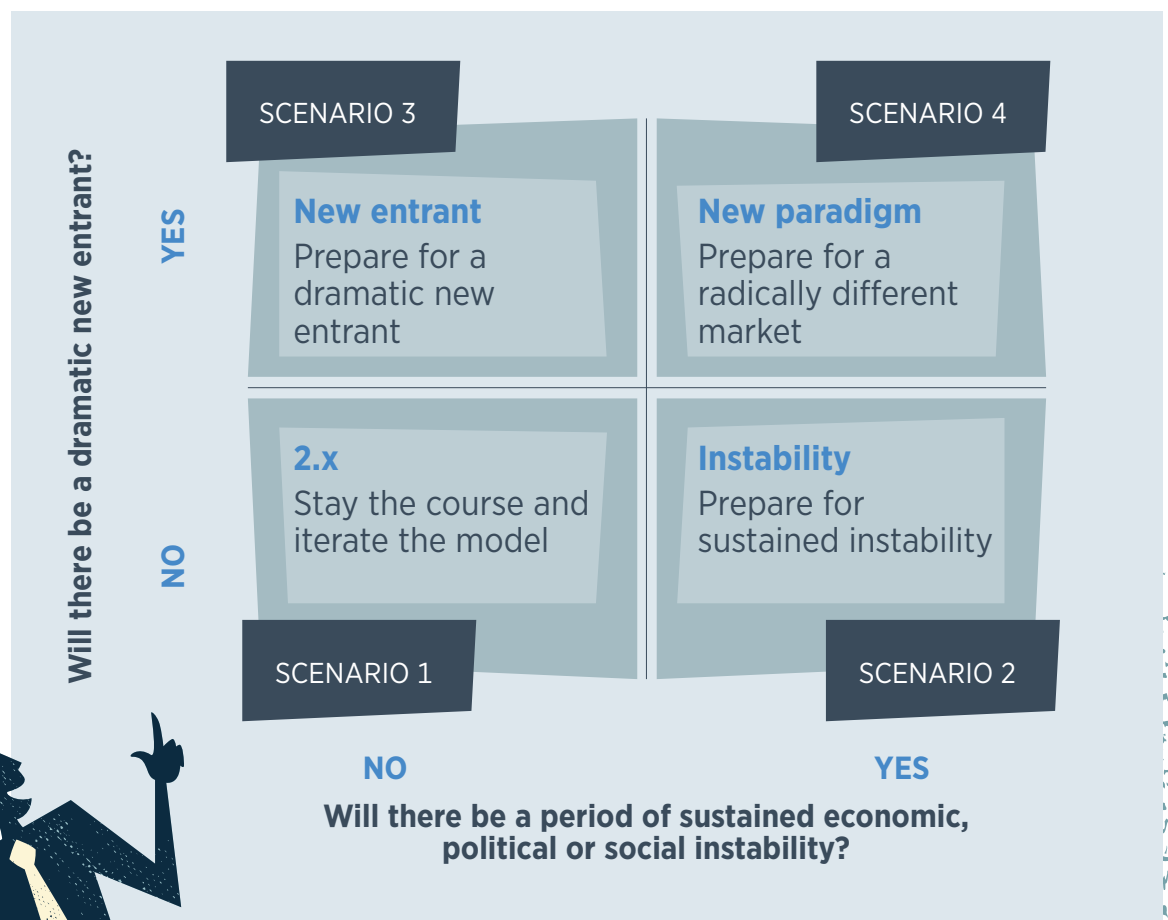 Will there be a dramatic new entrant?
YES
SCENARIO 3
New entrant
Prepare for a
dramatic new
entrant
SCENARIO 4
New paradigm
Prepare for a
radically different
market
NO
2.x
Stay the course and
iterate the model
SCENARIO 1
Instability
Prepare for
sustained instability
SCENARIO 2
NO
YES
Will there be a period of sustained economic,
political or social instability?